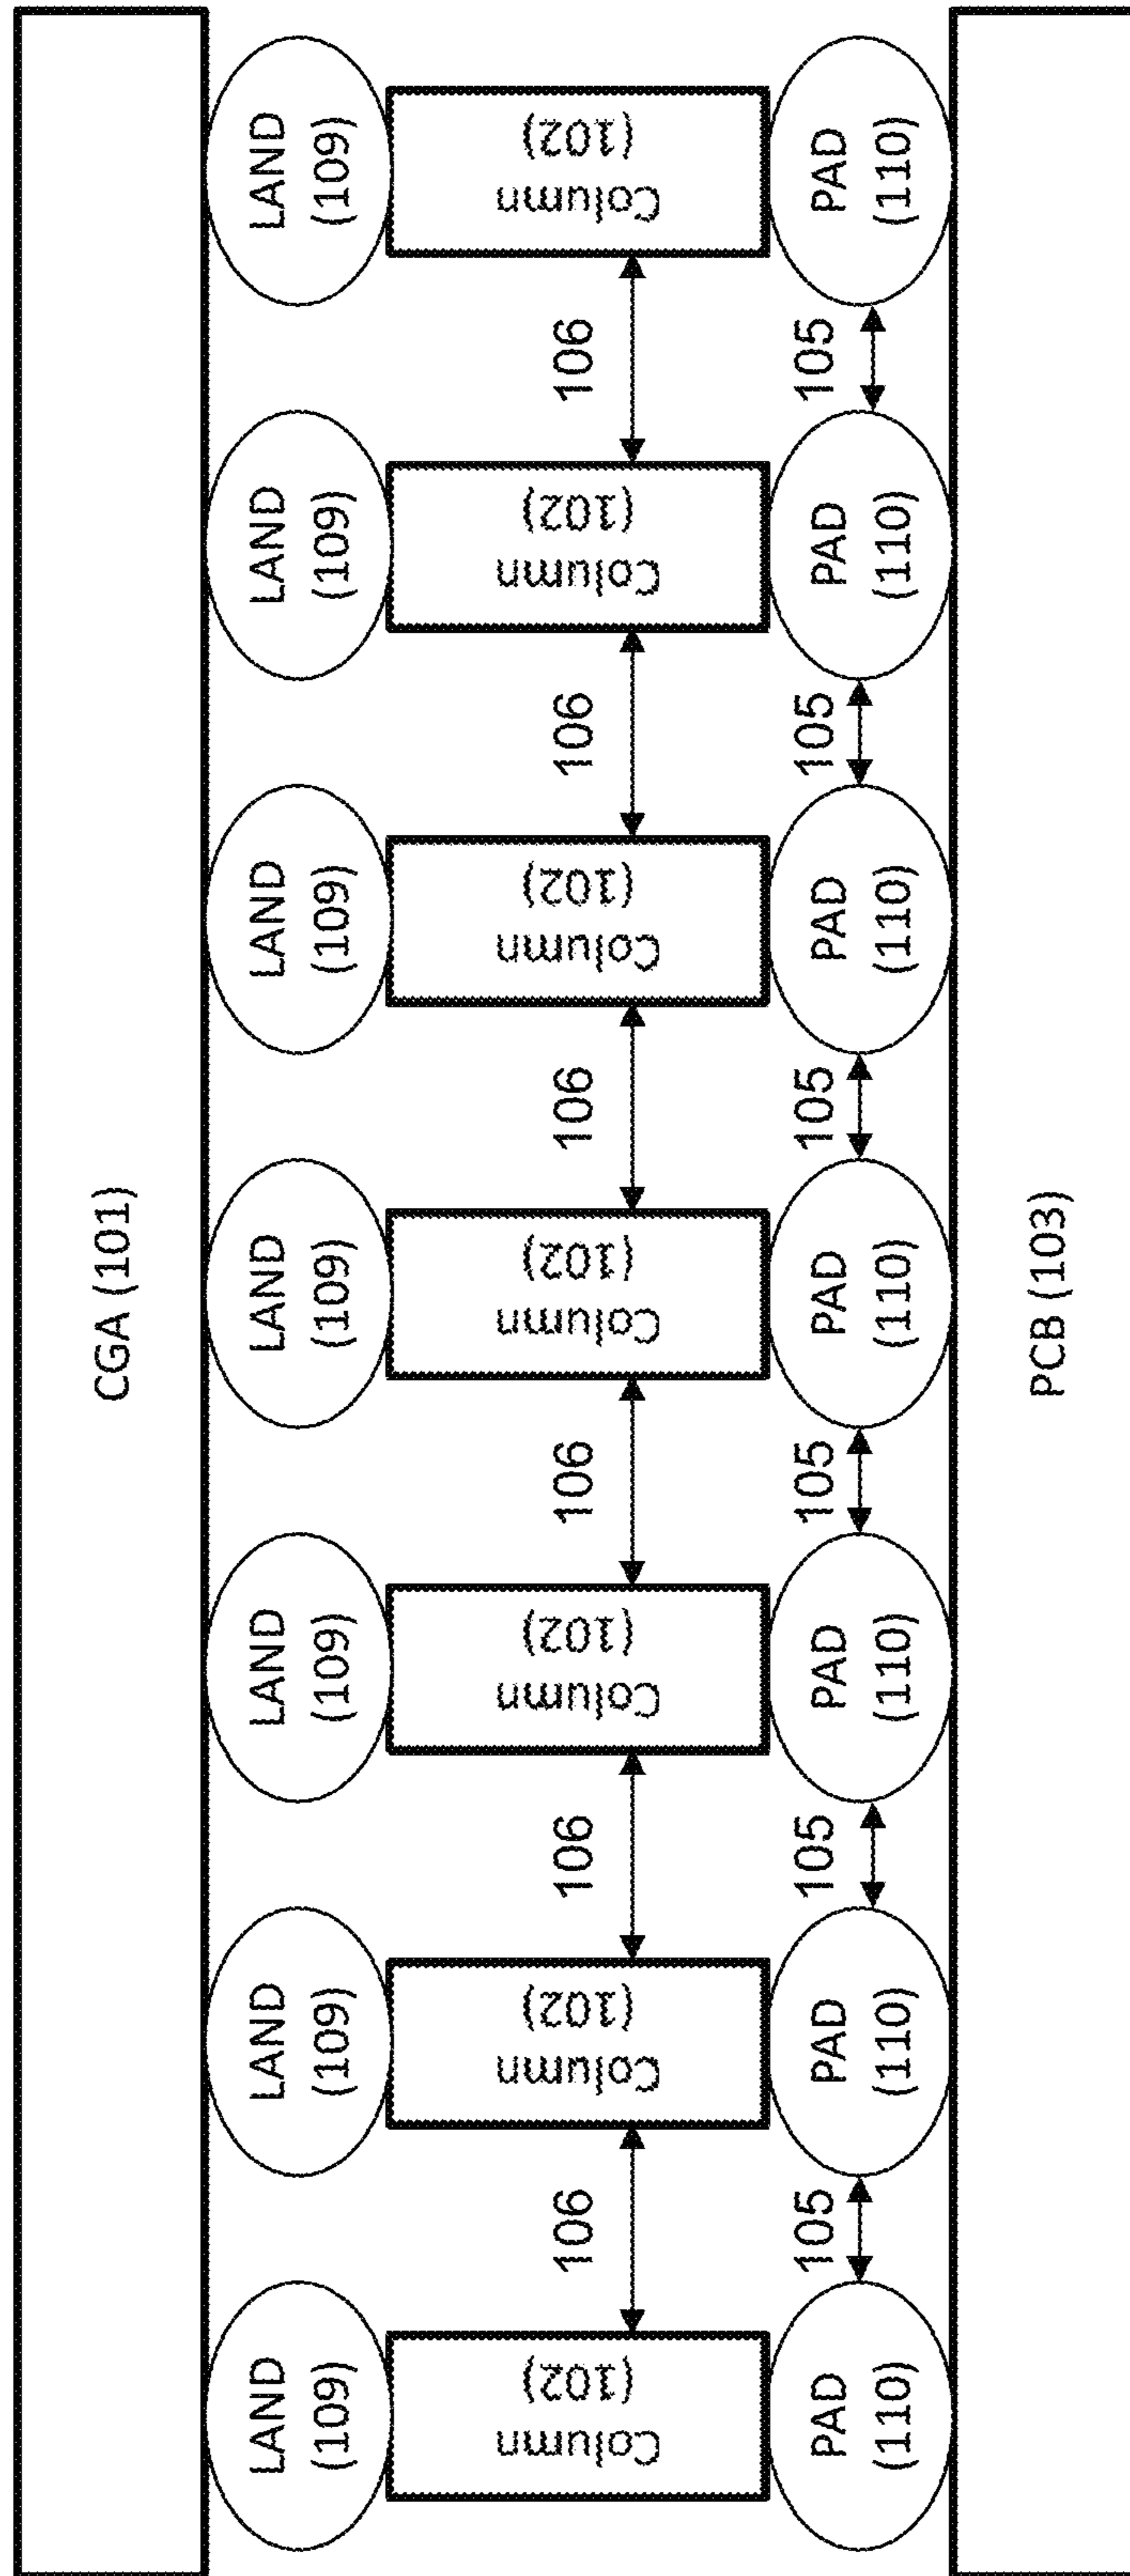 CGA (101)
LAND
(109)
LAND
(109)
LAND
(109)
LAND
(109)
LAND
(109)
LAND
(109)
LAND
(109)
Column
(102)
Column
(102)
Column
(102)
Column
(102)
Column
(102)
Column
(102)
Column
(102)
106
106
106
106
106
106
105
105
105
105
105
105
PAD
(110)
PAD
(110)
PAD
(110)
PAD
(110)
PAD
(110)
PAD
(110)
PAD
(110)
PCB (103)